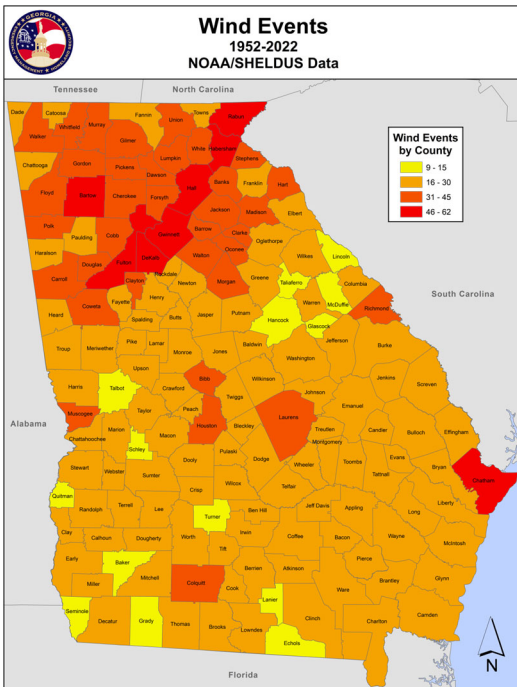 Wind Events
1952-2022
NOAA/SHELDUS Data
GEORGIA
Tennessee
North Carolina
Wind Events
by County
9 - 15
16 - 30
31 - 45
46 - 62
South Carolina
Alabama
Florida
N
Dade
Catoosa
Whitfield
Murray
Fannin
Union
Towns
Rabun
Walker
Gilmer
White
Habersham
Lumpkin
Stephens
Chattooga
Gordon
Pickens
Dawson
Hall
Banks
Franklin
Hart
Floyd
Bartow
Cherokee
Forsyth
Jackson
Madison
Elbert
Polk
Paulding
Cobb
Gwinnett
Barrow
Clarke
Oglethorpe
Wilkes
Lincoln
Haralson
Douglas
Fulton
DeKalb
Walton
Oconee
Greene
Taliaferro
Columbia
Carroll
Clayton
Rockdale
Newton
Morgan
McDuffie
Warren
Richmond
Coweta
Fayette
Henry
Heard
Spalding
Butts
Jasper
Putnam
Hancock
Glascock
Jefferson
Burke
Troup
Meriwether
Pike
Lamar
Monroe
Jones
Baldwin
Washington
Upson
Jenkins
Screven
Harris
Talbot
Crawford
Bibb
Twiggs
Wilkinson
Johnson
Emanuel
Muscogee
Taylor
Peach
Houston
Bleckley
Laurens
Treutlen
Candler
Bulloch
Effingham
Chattahoochee
Marion
Macon
Montgomery
Schley
Dooly
Pulaski
Dodge
Wheeler
Toombs
Tattnall
Evans
Bryan
Chatham
Stewart
Webster
Sumter
Wilcox
Telfair
Liberty
Quitman
Randolph
Terrell
Lee
Crisp
Turner
Ben Hill
Jeff Davis
Appling
Long
Clay
Calhoun
Dougherty
Worth
Irwin
Coffee
Bacon
Wayne
McIntosh
Tift
Early
Baker
Mitchell
Berrien
Atkinson
Pierce
Miller
Colquitt
Cook
Brantley
Glynn
Lanier
Ware
Seminole
Decatur
Grady
Thomas
Brooks
Lowndes
Clinch
Echols
Charlton
Camden